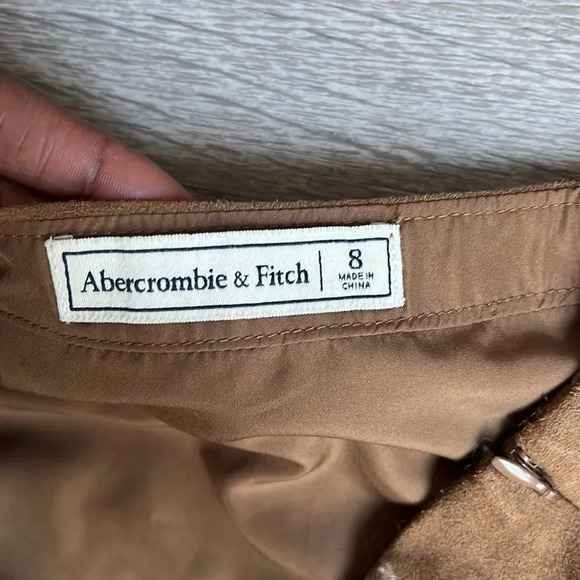 Abercrombie & Fitch
8
MADE IN
CHINA